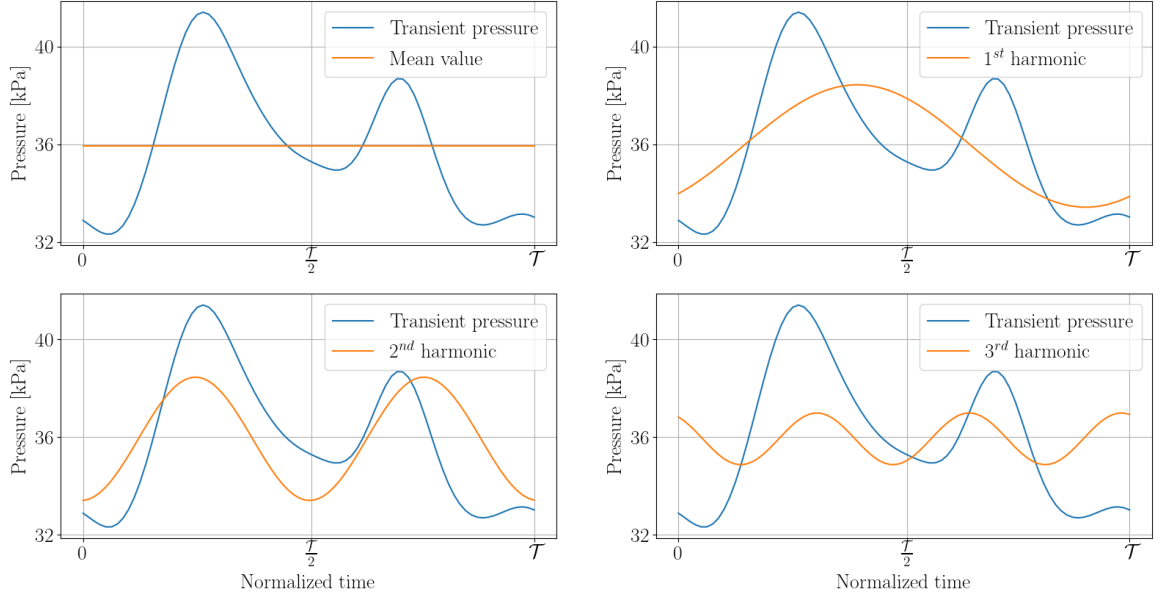 Pressure [kPa]
40
36
32
Transient pressure
Mean value
0
𝒯/2
𝒯
Pressure [kPa]
40
36
32
Transient pressure
1st harmonic
0
𝒯/2
𝒯
Pressure [kPa]
40
36
32
Transient pressure
2nd harmonic
0
𝒯/2
𝒯
Normalized time
Pressure [kPa]
40
36
32
Transient pressure
3rd harmonic
0
𝒯/2
𝒯
Normalized time